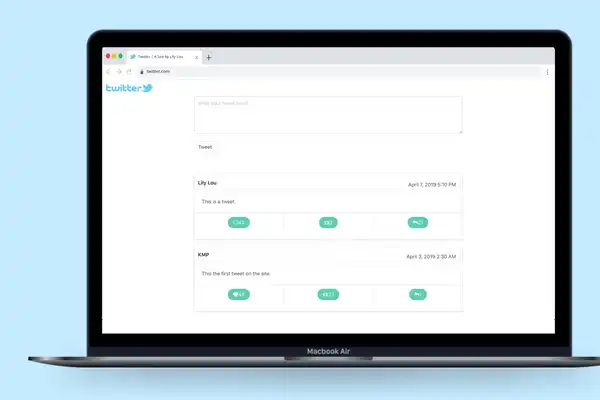 Twitter | A Jure by Lily Lou
twitter.com
twitter
enter your tweet here!
Tweet
Lily Lou
April 7, 2019 5:10 PM
This is a tweet.
KMP
April 3, 2019 2:30 AM
This the first tweet on the site.
Macbook Air